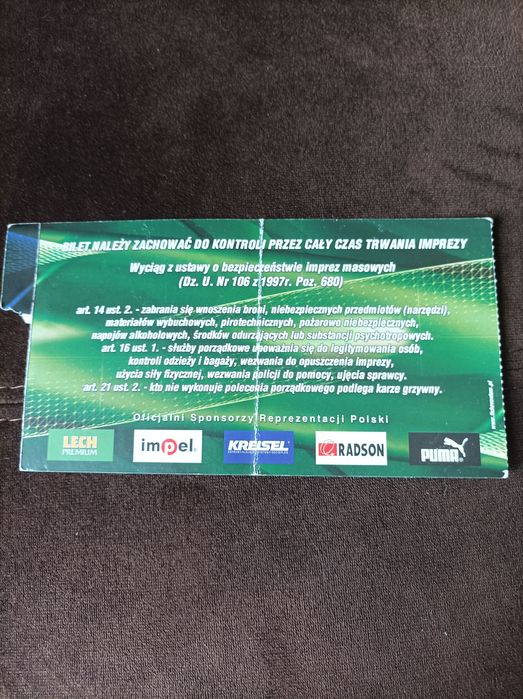 BILET NALEŻY ZACHOWAĆ DO KONTROLI PRZEZ CAŁY CZAS TRWANIA IMPREZY
Wyciąg z ustawy o bezpieczeństwie imprez masowych
(Dz. U. Nr 106 z 1997r. Poz. 680)
art. 14 ust. 2. - zabrania się wnoszenia broni, niebezpiecznych przedmiotów (narzędzi),
materiałów wybuchowych, pirotechnicznych, pożarowo niebezpiecznych,
napojów alkoholowych, środków odurzających lub substancji psychotropowych.
art. 16 ust. 1. - służby porządkowe upoważnia się do legitymowania osób,
kontroli odzieży i bagaży, wezwania do opuszczenia imprezy,
użycia siły fizycznej, wezwania policji do pomocy, ujęcia sprawcy.
art. 21 ust. 2. - kto nie wykonuje polecenia porządkowego podlega karze grzywny.
Oficjalni Sponsorzy Reprezentacji Polski
LECH
PREMIUM
impel
KREISEL
RADSON
PUMA